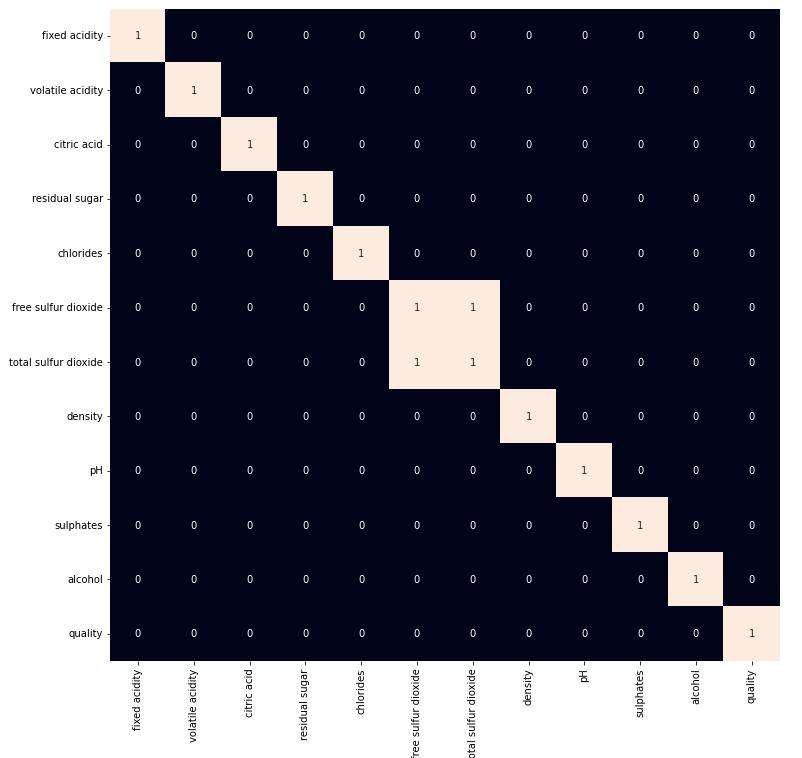 fixed acidity 1 0 0 0 0 0 0 0 0 0 0 0
volatile acidity 0 1 0 0 0 0 0 0 0 0 0 0
citric acid 0 0 1 0 0 0 0 0 0 0 0 0
residual sugar 0 0 0 1 0 0 0 0 0 0 0 0
chlorides 0 0 0 0 1 0 0 0 0 0 0 0
free sulfur dioxide 0 0 0 0 0 1 1 0 0 0 0 0
total sulfur dioxide 0 0 0 0 0 1 1 0 0 0 0 0
density 0 0 0 0 0 0 0 1 0 0 0 0
pH 0 0 0 0 0 0 0 0 1 0 0 0
sulphates 0 0 0 0 0 0 0 0 0 1 0 0
alcohol 0 0 0 0 0 0 0 0 0 0 1 0
quality 0 0 0 0 0 0 0 0 0 0 0 1
fixed acidity
volatile acidity
citric acid
residual sugar
chlorides
free sulfur dioxide
otal sulfur dioxide
density
pH
sulphates
alcohol
quality